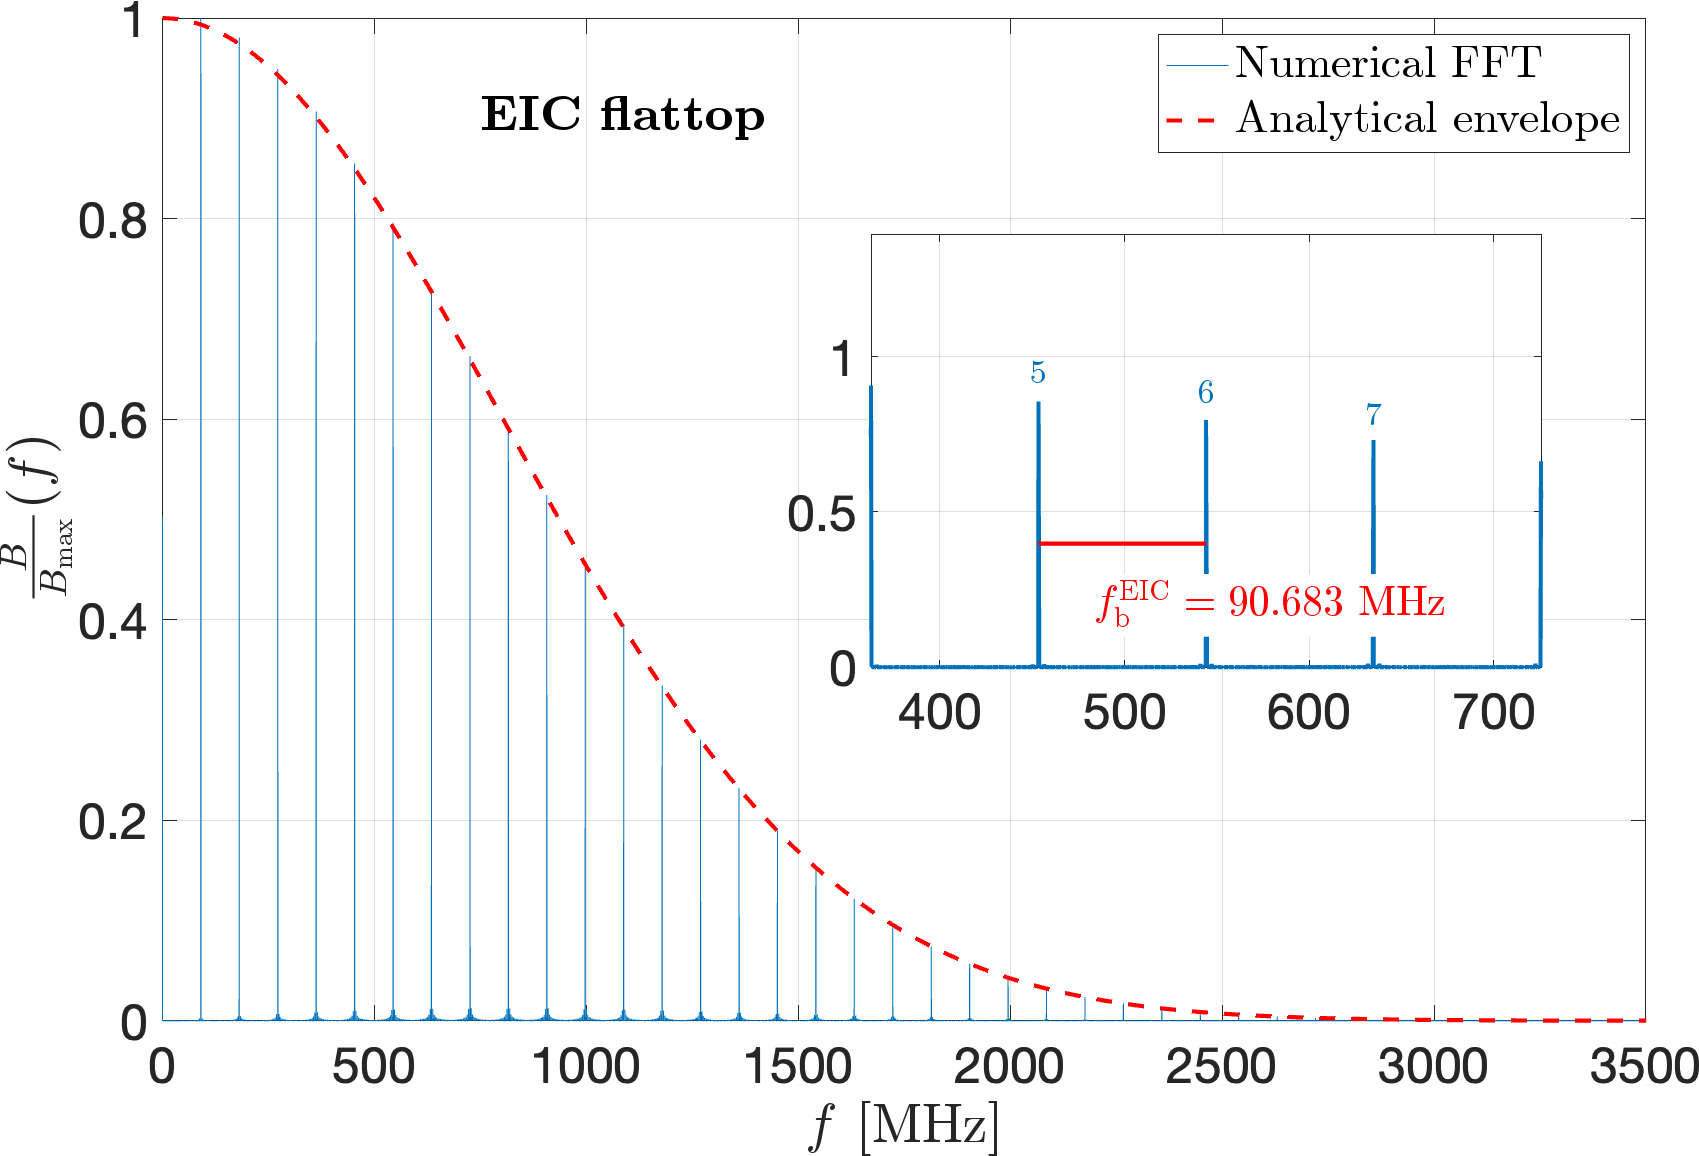 EIC flattop
Numerical FFT
Analytical envelope
1
0.8
0.6
0.4
0.2
0
B/B_max (f)
0 500 1000 1500 2000 2500 3000 3500
f [MHz]
1
0.5
0
5 6 7
f_b^EIC = 90.683 MHz
400 500 600 700